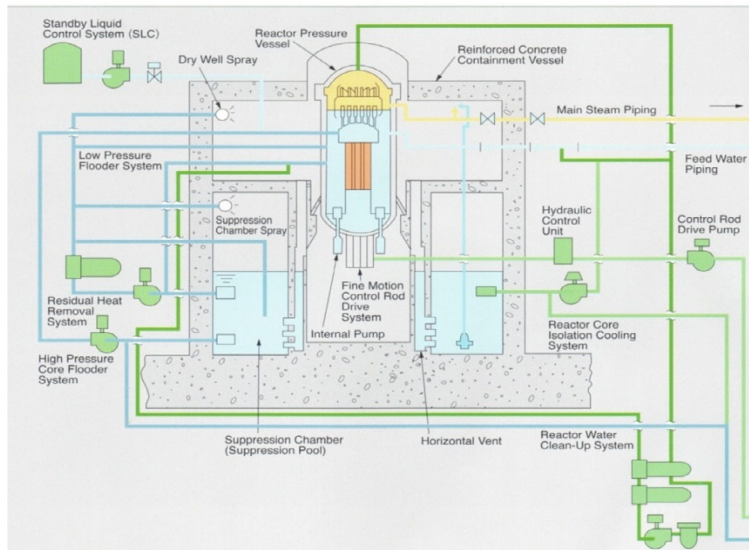 Standby Liquid
Control System (SLC)
Reactor Pressure
Vessel
Dry Well Spray
Reinforced Concrete
Containment Vessel
Main Steam Piping
Low Pressure
Flooder System
Feed Water
Piping
Suppression
Chamber Spray
Hydraulic
Control
Unit
Control Rod
Drive Pump
Residual Heat
Removal
System
Fine Motion
Control Rod
Drive
System
Internal Pump
Reactor Core
Isolation Cooling
System
High Pressure
Core Flooder
System
Suppression Chamber
(Suppression Pool)
Horizontal Vent
Reactor Water
Clean-Up System